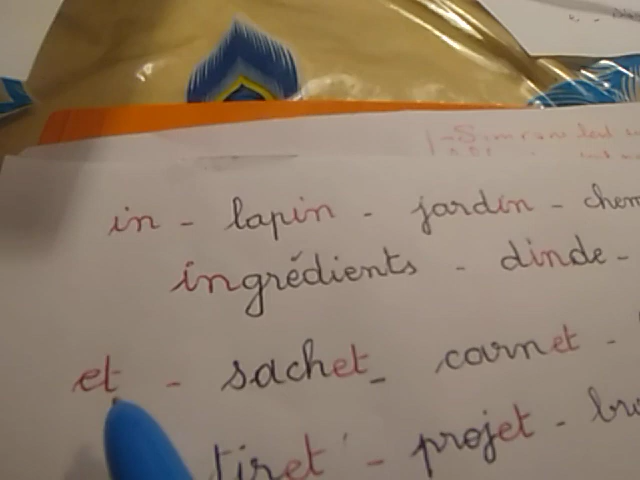 in - lapin - jardin -
ingrédients - dinde -
et - sachet - carnet -
tiret - projet -